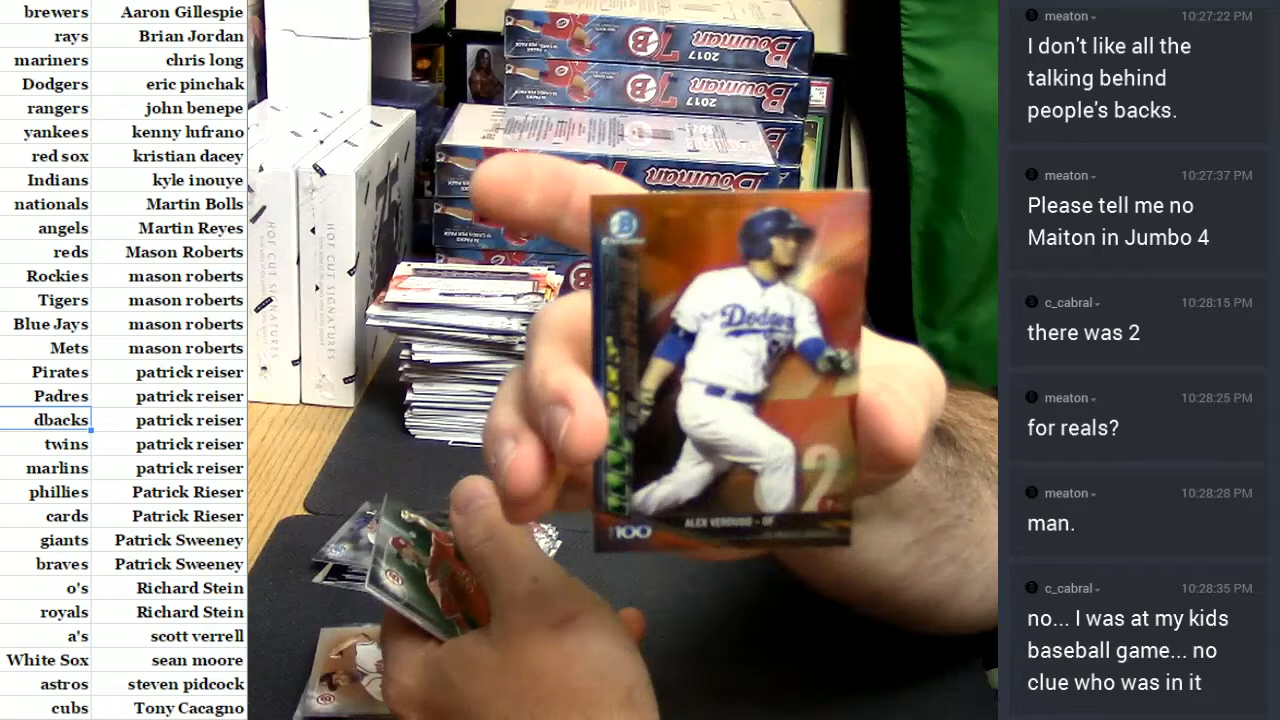 brewers Aaron Gillespie
rays Brian Jordan
mariners chris long
Dodgers eric pinchak
rangers john benepe
yankees kenny lufrano
red sox kristian dacey
Indians kyle inouye
nationals Martin Bolls
angels Martin Reyes
reds Mason Roberts
Rockies mason roberts
Tigers mason roberts
Blue Jays mason roberts
Mets mason roberts
Pirates patrick reiser
Padres patrick reiser
dbacks patrick reiser
twins patrick reiser
marlins patrick reiser
phillies Patrick Rieser
cards Patrick Rieser
giants Patrick Sweeney
braves Patrick Sweeney
o's Richard Stein
royals Richard Stein
a's scott verrell
White Sox sean moore
astros steven pidcock
cubs Tony Cacagno
Bowman
2017
Bowman
2017
Bowman
HOF CUT SIGNATURES
HOF CUT SIGNATURES
Dodgers
ALEX VERDUGO - OF
100
meaton 10:27:22 PM
I don't like all the
talking behind
people's backs.
meaton 10:27:37 PM
Please tell me no
Maiton in Jumbo 4
c_cabral 10:28:15 PM
there was 2
meaton 10:28:25 PM
for reals?
meaton 10:28:28 PM
man.
c_cabral 10:28:35 PM
no... I was at my kids
baseball game... no
clue who was in it